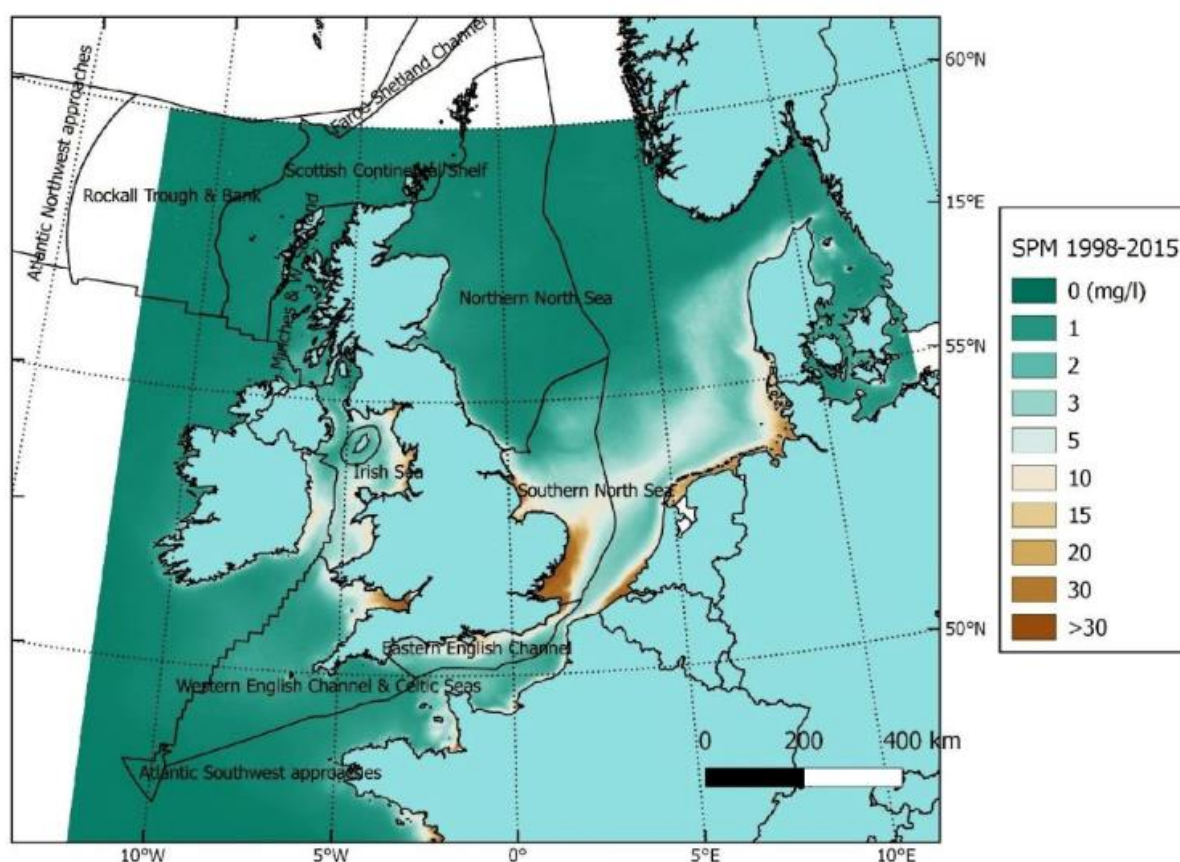 Atlantic Northwest approaches
Faroe-Shetland Channel
60°N
Scottish Continental Shelf
Rockall Trough & Bank
15°E
SPM 1998-2015
0 (mg/l)
1
2
3
5
10
15
20
30
>30
Northern North Sea
55°N
Irish Sea
Southern North Sea
50°N
Eastern English Channel
Western English Channel & Celtic Seas
Atlantic Southwest approaches
0 200 400 km
10°W 5°W 0° 5°E 10°E